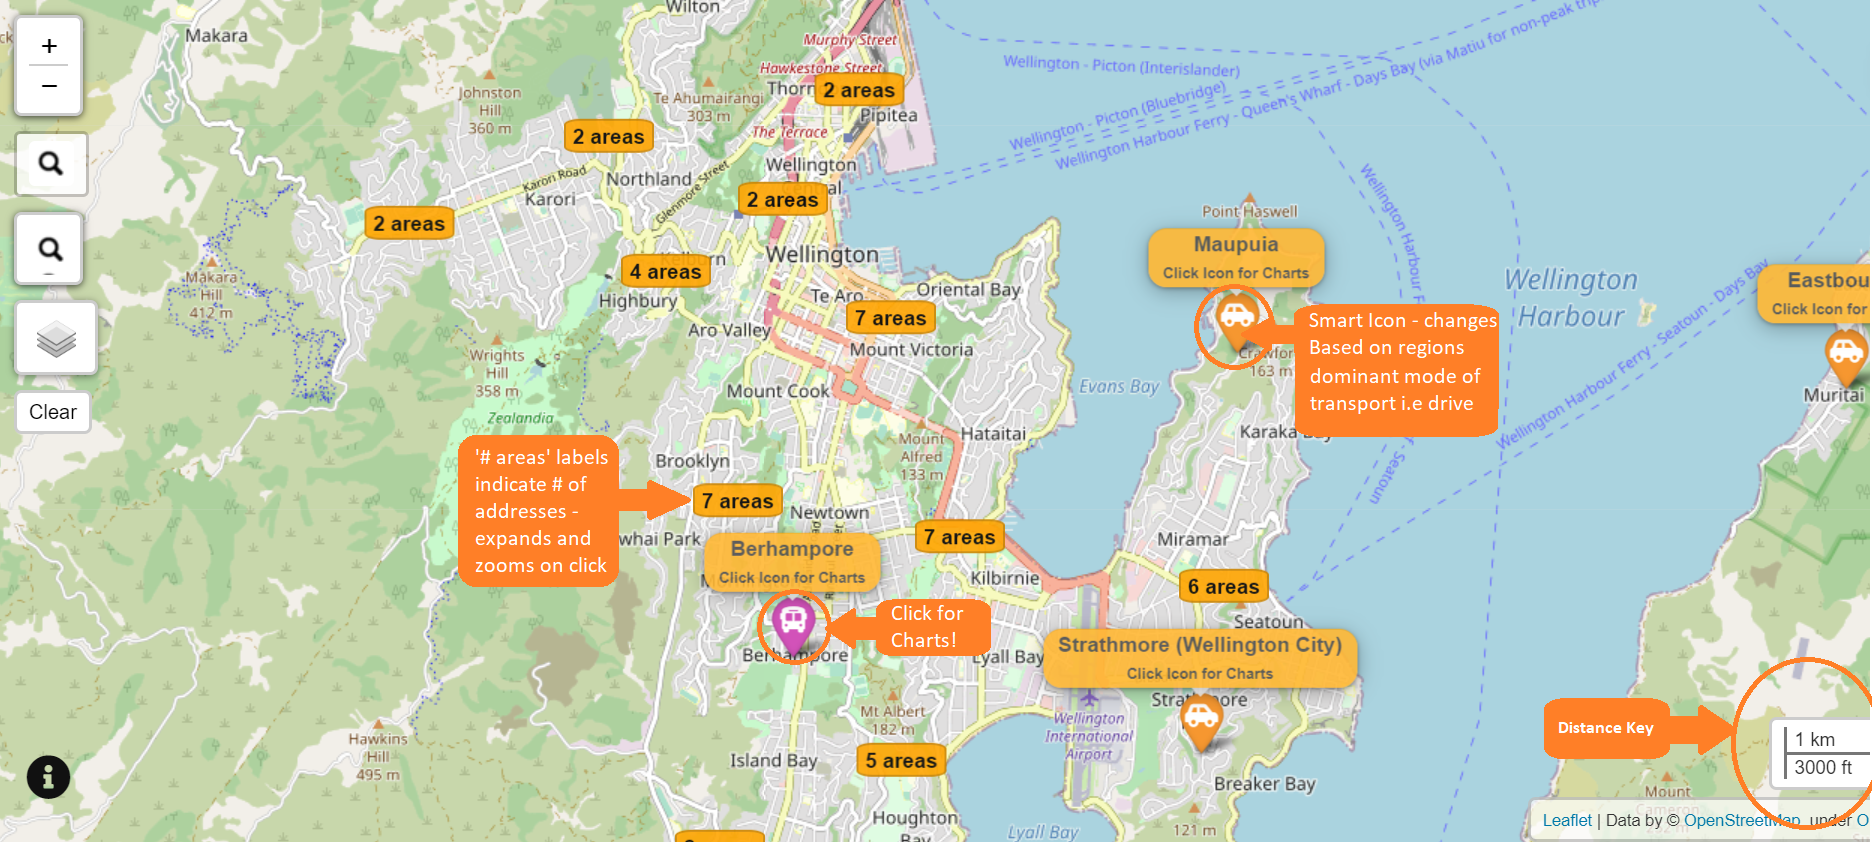 Wilton
Makara
Murphy Street
Hawkestone Street
Johnston
Hill
360 m
Te Ahumairangi
303 m
2 areas
Pipitea
The Terrace
Wellington - Picton (Interislander)
Wellington - Picton (Bluebridge)
Wellington Harbour Ferry - Queen's Wharf - Days Bay (via Matiu for non-peak trip
2 areas
Wellington
Northland
Karori Road
Karori
Glenmore Street
2 areas
2 areas
Point Haswell
Wellington
4 areas
Highbury
Makara
Hill
412 m
Te Aro
Oriental Bay
7 areas
Aro Valley
Mount Victoria
Maupuia
Click Icon for Charts
Smart Icon - changes
Based on regions
dominant mode of
transport i.e drive
163 m
Wellington
Harbour
Eastbou
Click Icon for
Muritai
Wellington Harbour Ferry - Seatoun - Days Bay
Seatoun
Wrights
Hill
358 m
Zealandia
Mount Cook
Evans Bay
Mount
Alfred
133 m
Hataitai
Karaka Bay
Clear
'# areas' labels
indicate # of
addresses -
expands and
zooms on click
Brooklyn
7 areas
Newtown
whai Park
7 areas
Miramar
Berhampore
Click Icon for Charts
Kilbirnie
6 areas
Seatoun
Click for
Charts!
Berhampore
Lyall Bay
Strathmore (Wellington City)
Click Icon for Charts
Strathmore
Mt Albert
182 m
Wellington
International
Airport
Hawkins
Hill
495 m
Island Bay
5 areas
Breaker Bay
Houghton
Bay
Lyall Bay
121 m
Distance Key
1 km
3000 ft
Mount
Leaflet | Data by © OpenStreetMap, under O